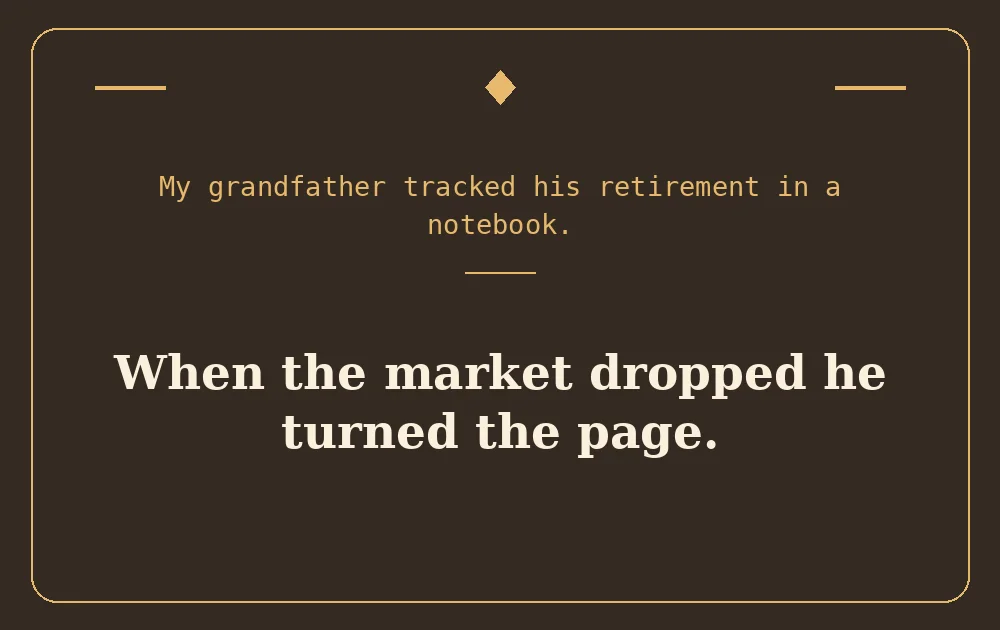 My grandfather tracked his retirement in a
notebook.
When the market dropped he
turned the page.